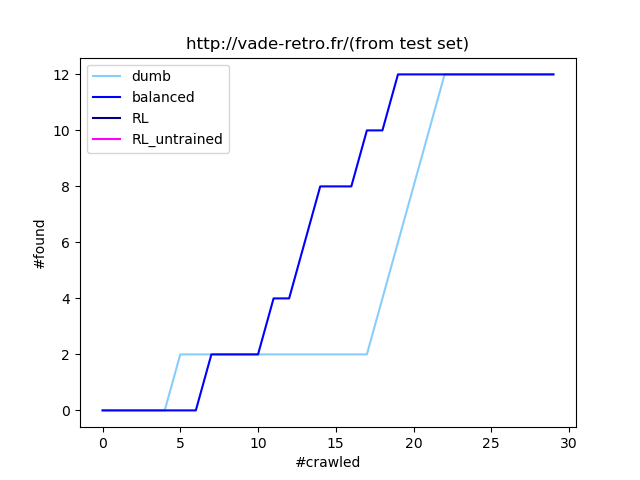 http://vade-retro.fr/(from test set)
dumb
balanced
RL
RL_untrained
12
10
8
6
4
2
0
#found
0 5 10 15 20 25 30
#crawled